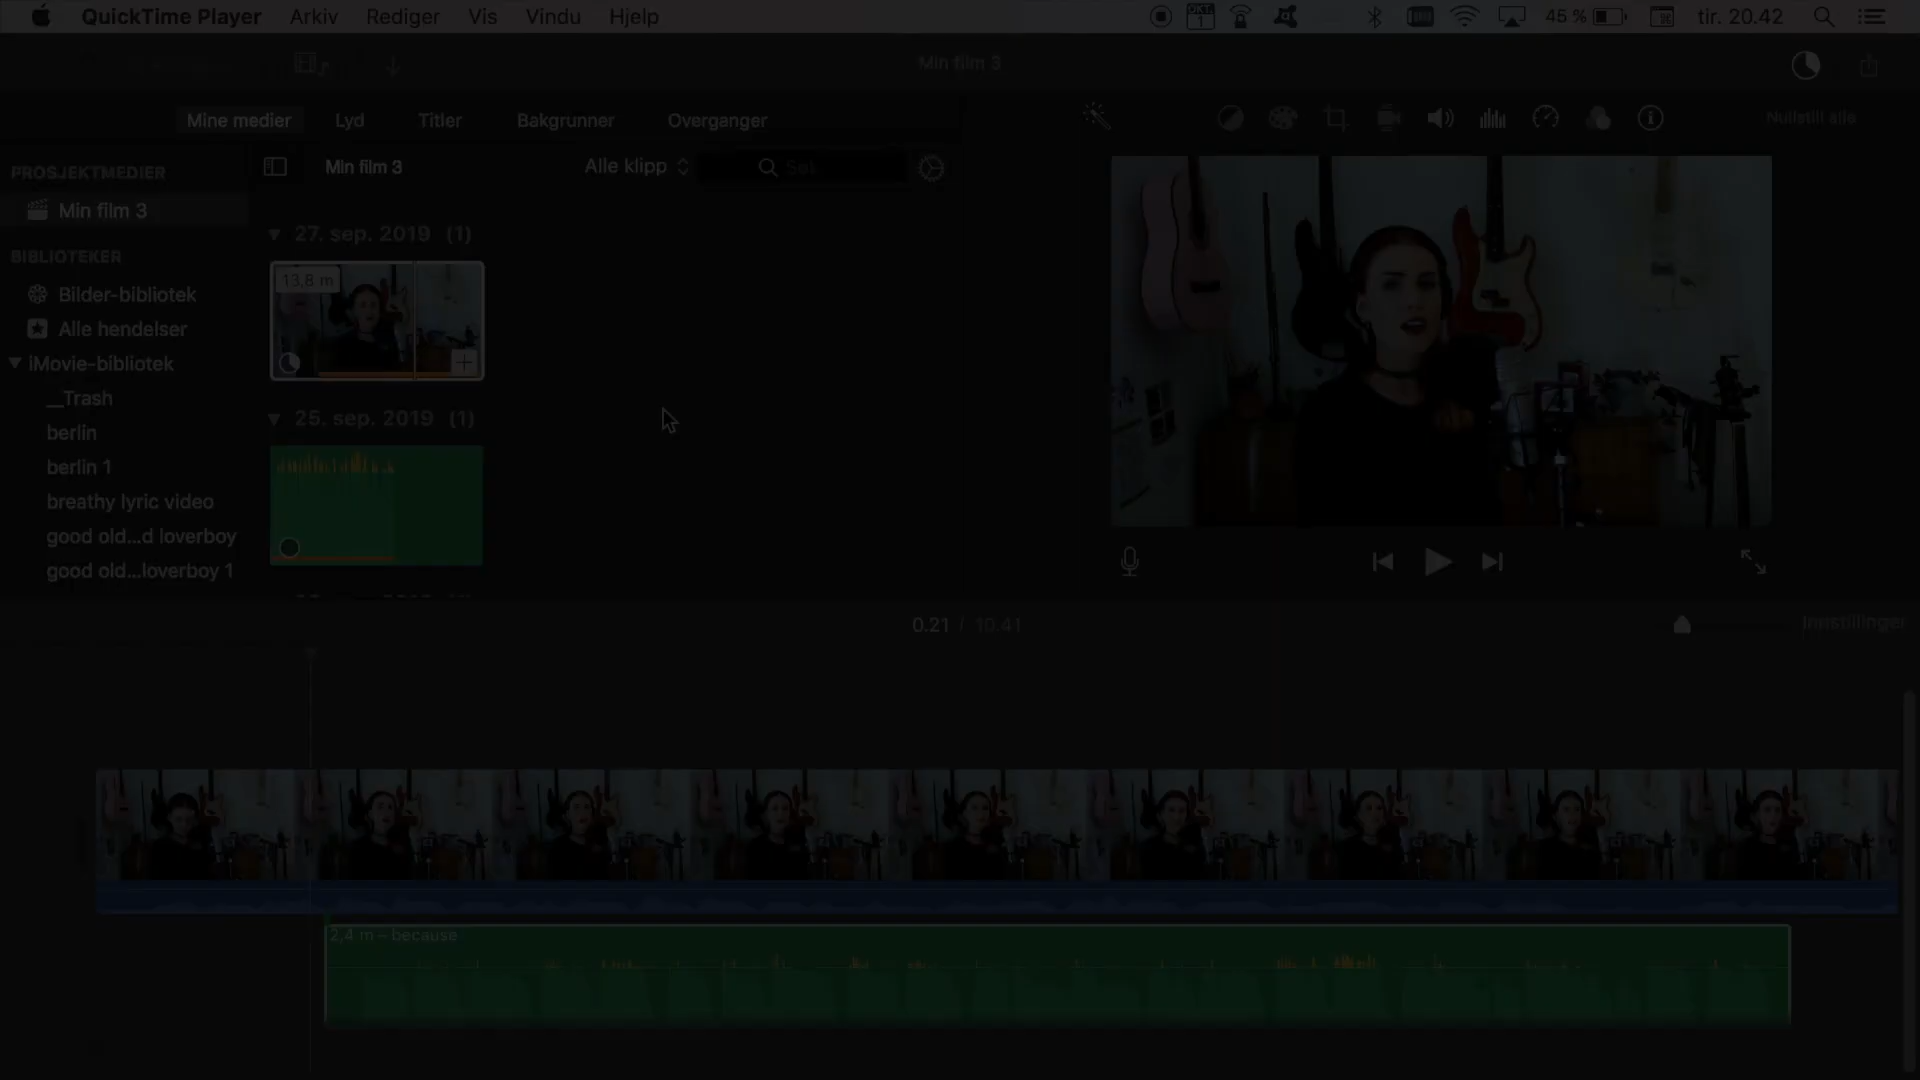 QuickTime Player Arkiv Rediger Vis Vindu Hjelp
OKT. 1
45 %
tir. 20.42
Min film 3
Mine medier Lyd Titler Bakgrunner Overganger
Nullstill alle
PROSJEKTMEDIER
Min film 3
Min film 3
Alle klipp
Søk
BIBLIOTEKER
Bilder-bibliotek
Alle hendelser
iMovie-bibliotek
__Trash
berlin
berlin 1
breathy lyric video
good old...d loverboy
good old...loverboy 1
27. sep. 2019 (1)
13,8 m
25. sep. 2019 (1)
0.21 / 10.41
Innstillinger
2,4 m – because